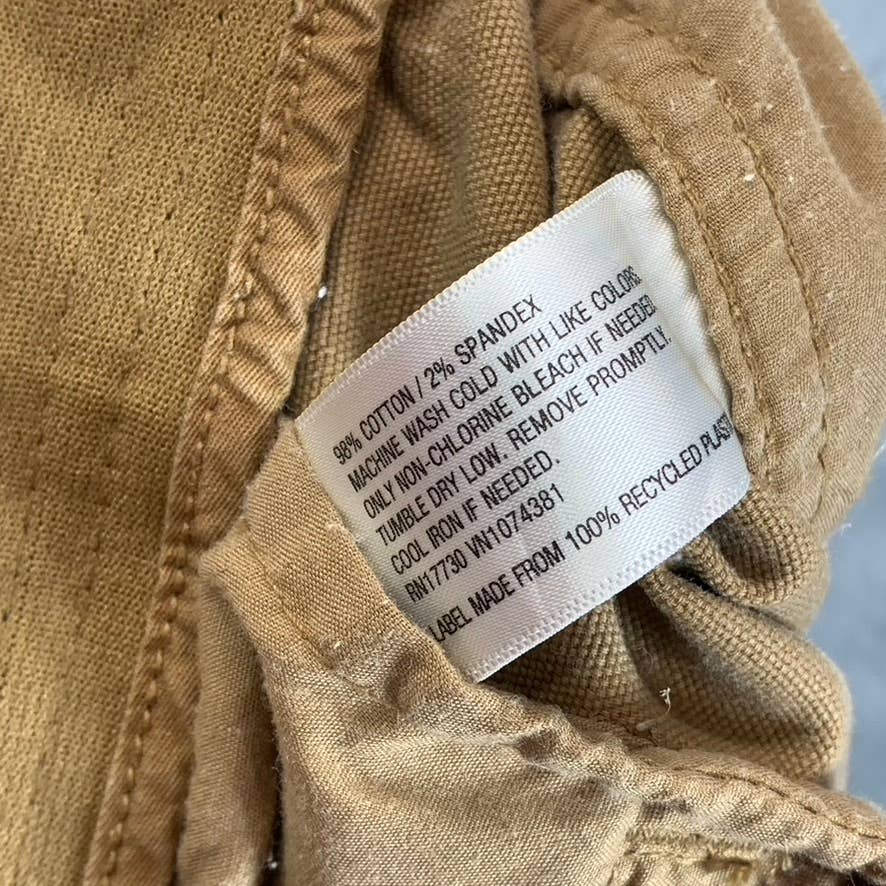 98% COTTON / 2% SPANDEX
MACHINE WASH COLD WITH LIKE COLORS.
ONLY NON-CHLORINE BLEACH IF NEEDED.
TUMBLE DRY LOW. REMOVE PROMPTLY.
COOL IRON IF NEEDED.
RN17730 VN1074381
LABEL MADE FROM 100% RECYCLED